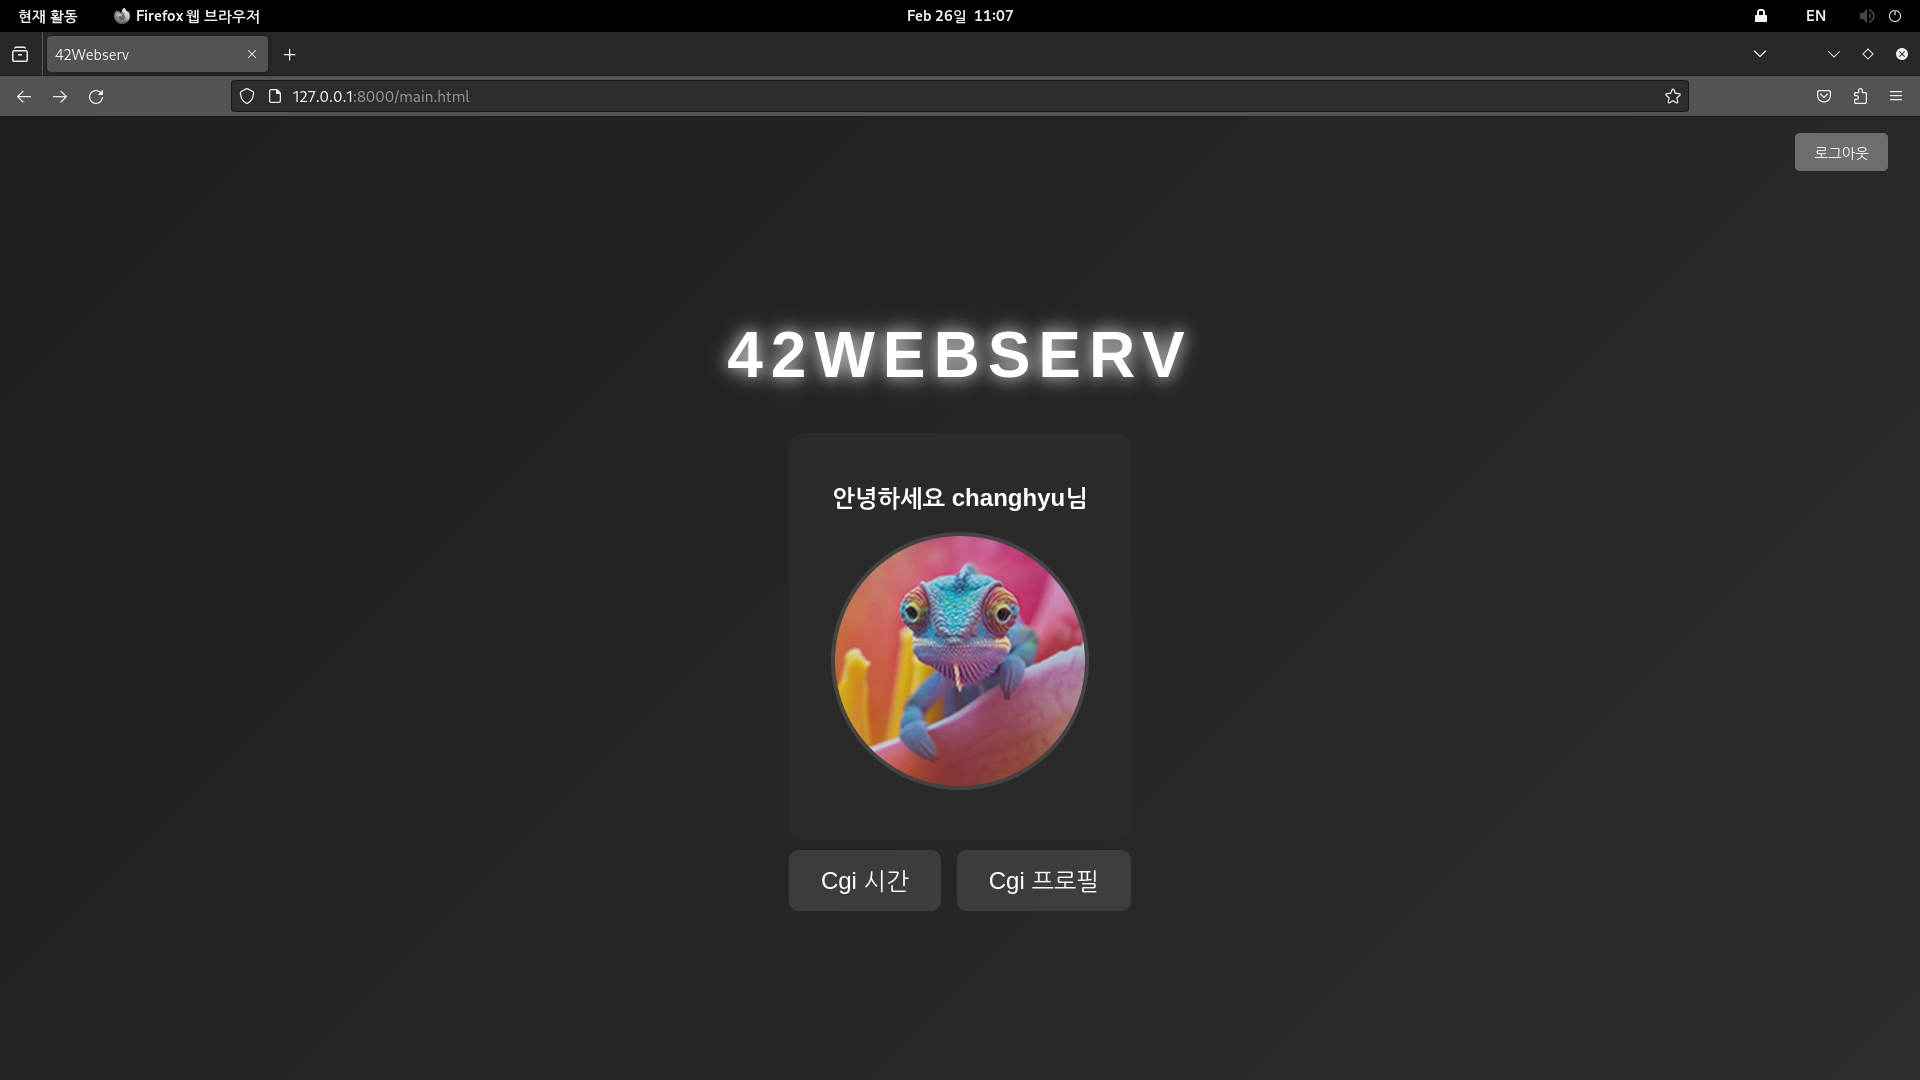 현재 활동
Firefox 웹 브라우저
Feb 26일 11:07
EN
42Webserv
127.0.0.1:8000/main.html
로그아웃
42WEBSERV
안녕하세요 changhyu님
Cgi 시간
Cgi 프로필